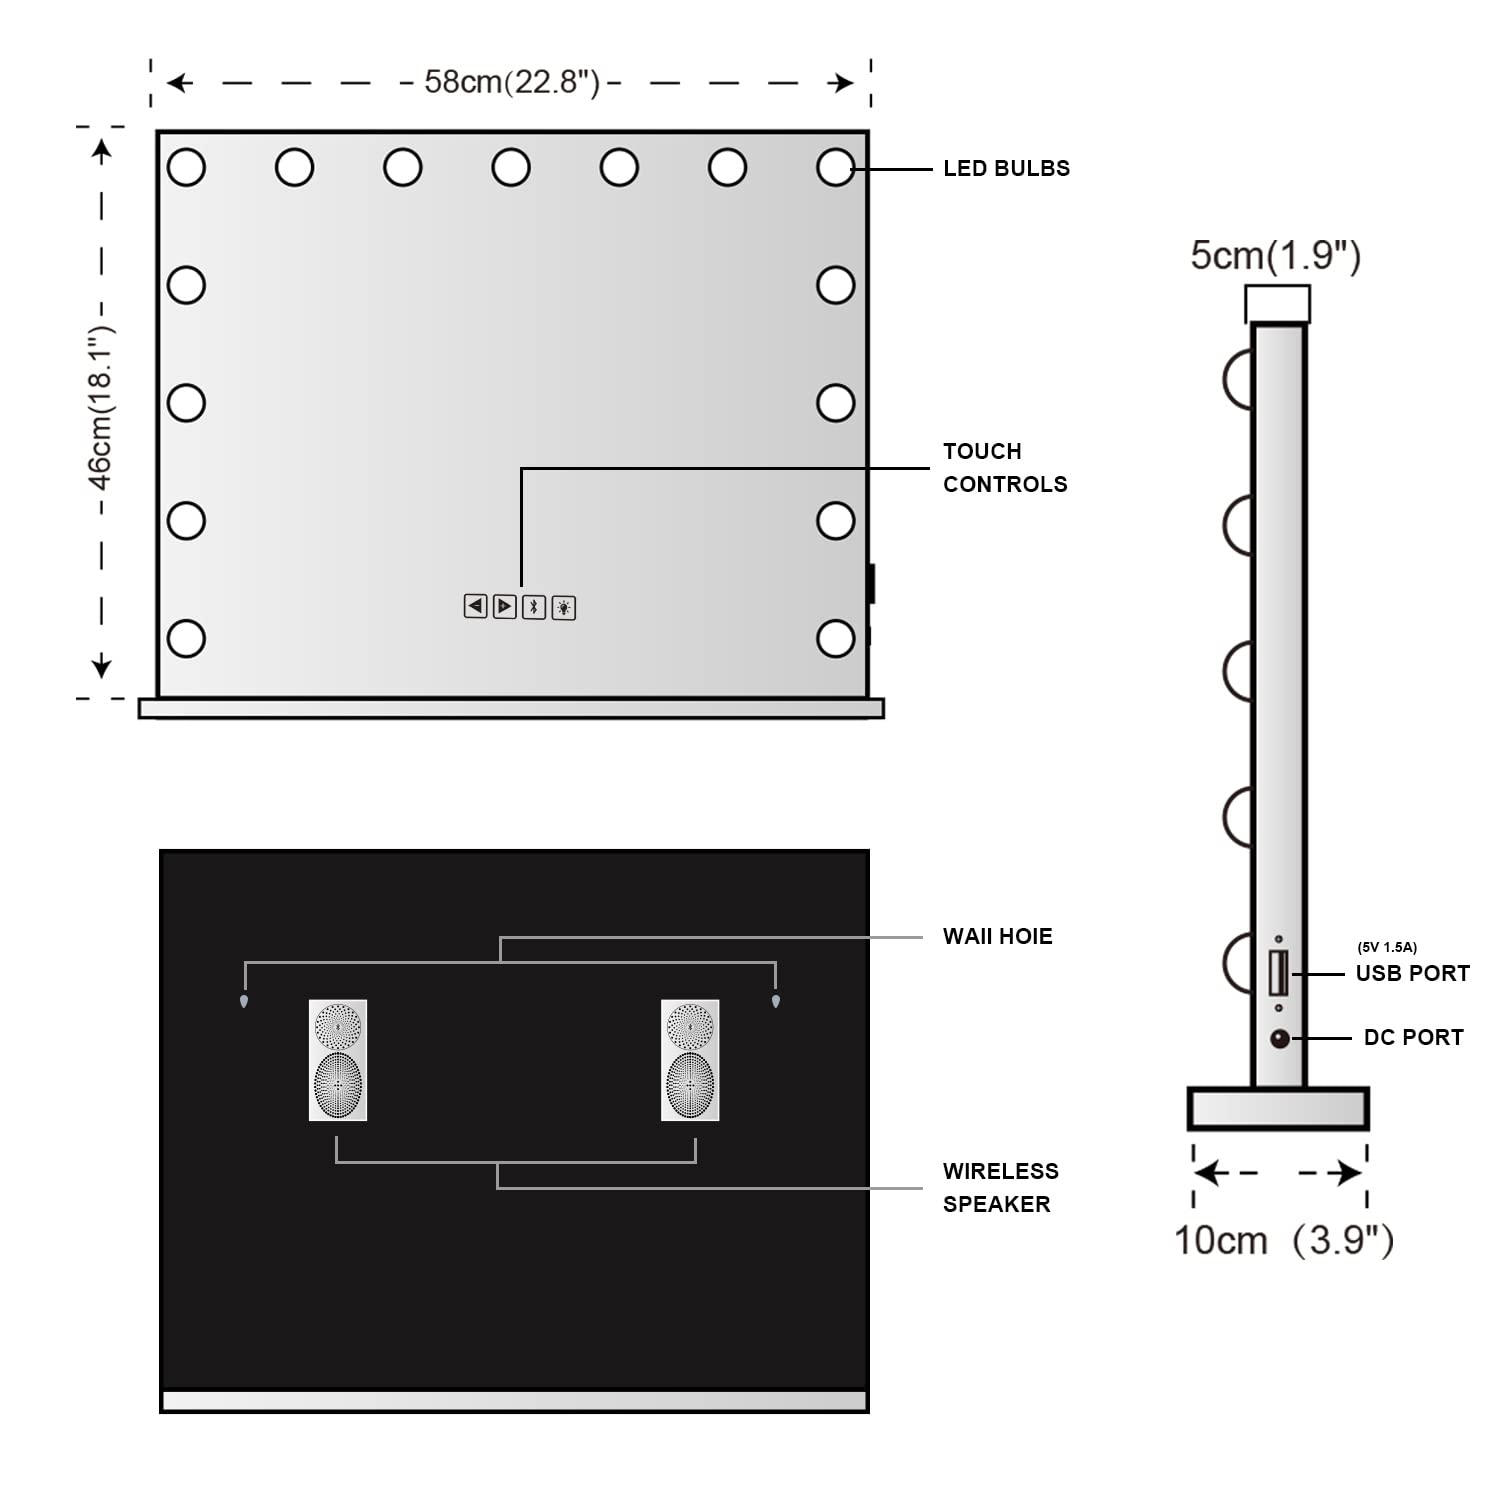 58cm(22.8")
LED BULBS
46cm(18.1")
TOUCH
CONTROLS
5cm(1.9")
WAII HOIE
(5V 1.5A)
USB PORT
DC PORT
WIRELESS
SPEAKER
10cm (3.9")